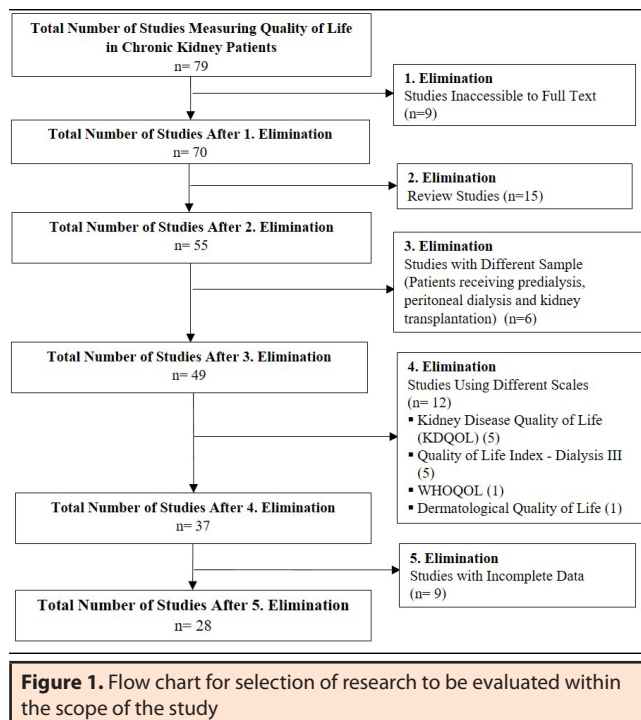 Total Number of Studies Measuring Quality of Life
in Chronic Kidney Patients
n= 79
1. Elimination
Studies Inaccessible to Full Text
(n=9)
Total Number of Studies After 1. Elimination
n= 70
2. Elimination
Review Studies (n=15)
Total Number of Studies After 2. Elimination
n= 55
3. Elimination
Studies with Different Sample
(Patients receiving predialysis,
peritoneal dialysis and kidney
transplantation) (n=6)
Total Number of Studies After 3. Elimination
n= 49
4. Elimination
Studies Using Different Scales
(n= 12)
▪ Kidney Disease Quality of Life
(KDQOL) (5)
▪ Quality of Life Index - Dialysis III
(5)
▪ WHOQOL (1)
▪ Dermatological Quality of Life (1)
Total Number of Studies After 4. Elimination
n= 37
5. Elimination
Studies with Incomplete Data
(n= 9)
Total Number of Studies After 5. Elimination
n= 28
Figure 1. Flow chart for selection of research to be evaluated within
the scope of the study